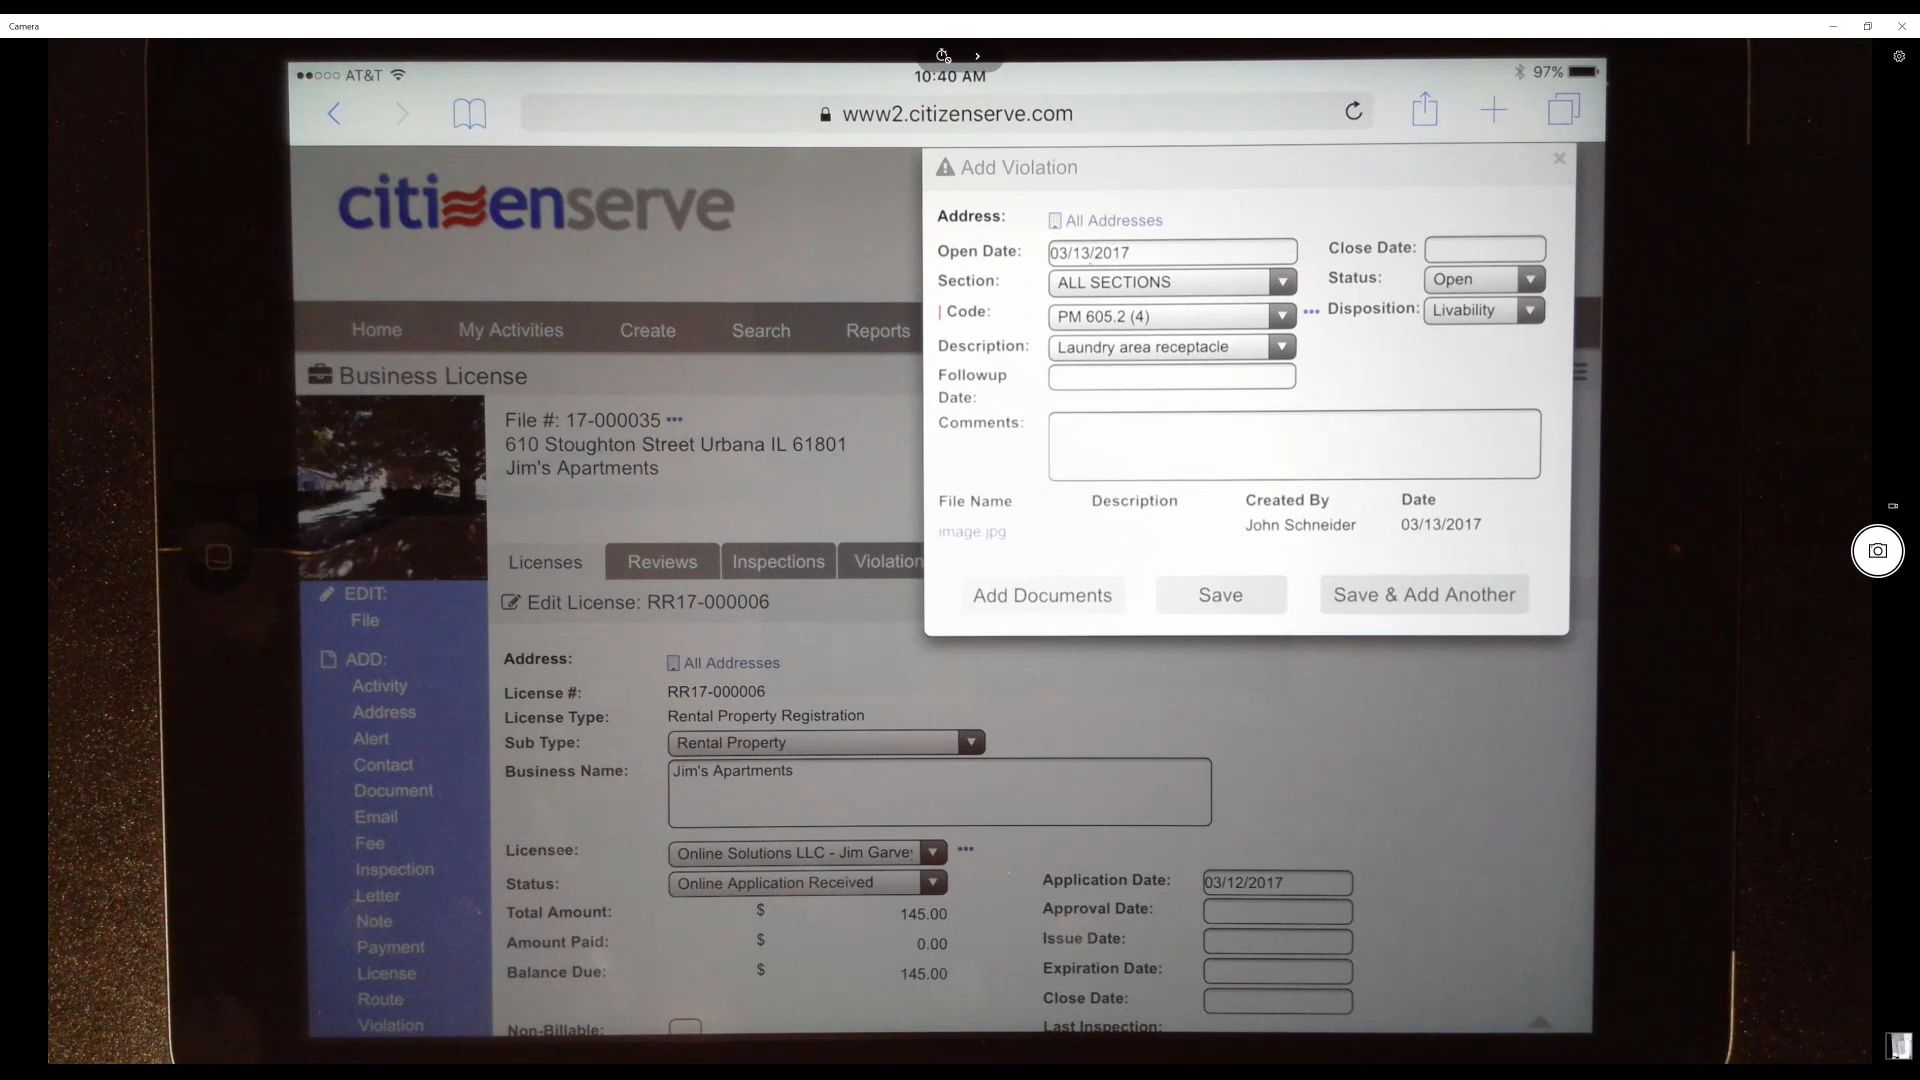 Camera
AT&T
10:40 AM
97%
www2.citizenserve.com
citizenserve
Home My Activities Create Search Reports
Business License
File #: 17-000035
610 Stoughton Street Urbana IL 61801
Jim's Apartments
Licenses Reviews Inspections Violation
Edit License: RR17-000006
EDIT:
File
ADD:
Activity
Address
Alert
Contact
Document
Email
Fee
Inspection
Letter
Note
Payment
License
Route
Violation
Address: All Addresses
License #: RR17-000006
License Type: Rental Property Registration
Sub Type: Rental Property
Business Name: Jim's Apartments
Licensee: Online Solutions LLC - Jim Garvey
Status: Online Application Received
Total Amount: $ 145.00
Amount Paid: $ 0.00
Balance Due: $ 145.00
Non-Billable:
Application Date: 03/12/2017
Approval Date:
Issue Date:
Expiration Date:
Close Date:
Last Inspection:
Add Violation
Address: All Addresses
Open Date: 03/13/2017 Close Date:
Section: ALL SECTIONS Status: Open
Code: PM 605.2 (4) Disposition: Livability
Description: Laundry area receptacle
Followup
Date:
Comments:
File Name Description Created By Date
image.jpg John Schneider 03/13/2017
Add Documents Save Save & Add Another